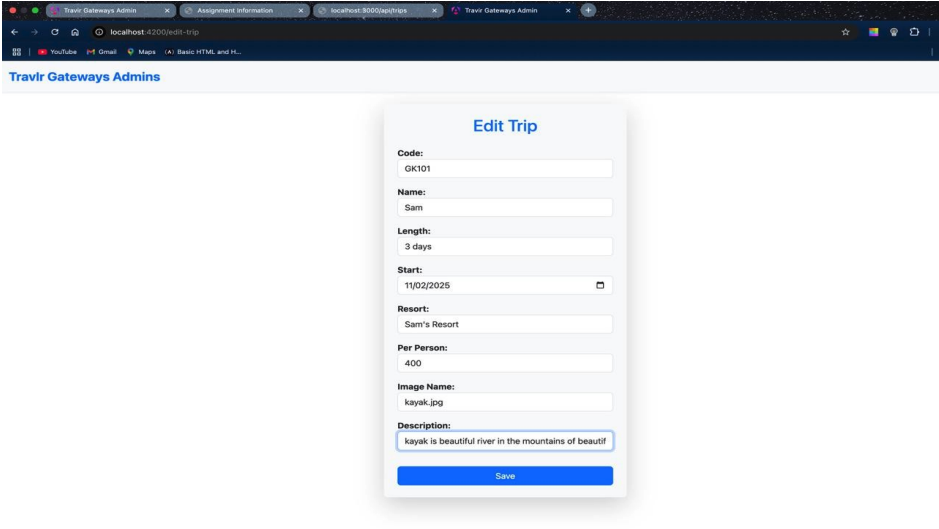 Travlr Gateways Admin
Assignment Information
localhost:3000/api/trips
Travlr Gateways Admin
localhost:4200/edit-trip
YouTube
Gmail
Maps
Basic HTML and H...
Travlr Gateways Admins
Edit Trip
Code:
GK101
Name:
Sam
Length:
3 days
Start:
11/02/2025
Resort:
Sam's Resort
Per Person:
400
Image Name:
kayak.jpg
Description:
kayak is beautiful river in the mountains of beautif
Save